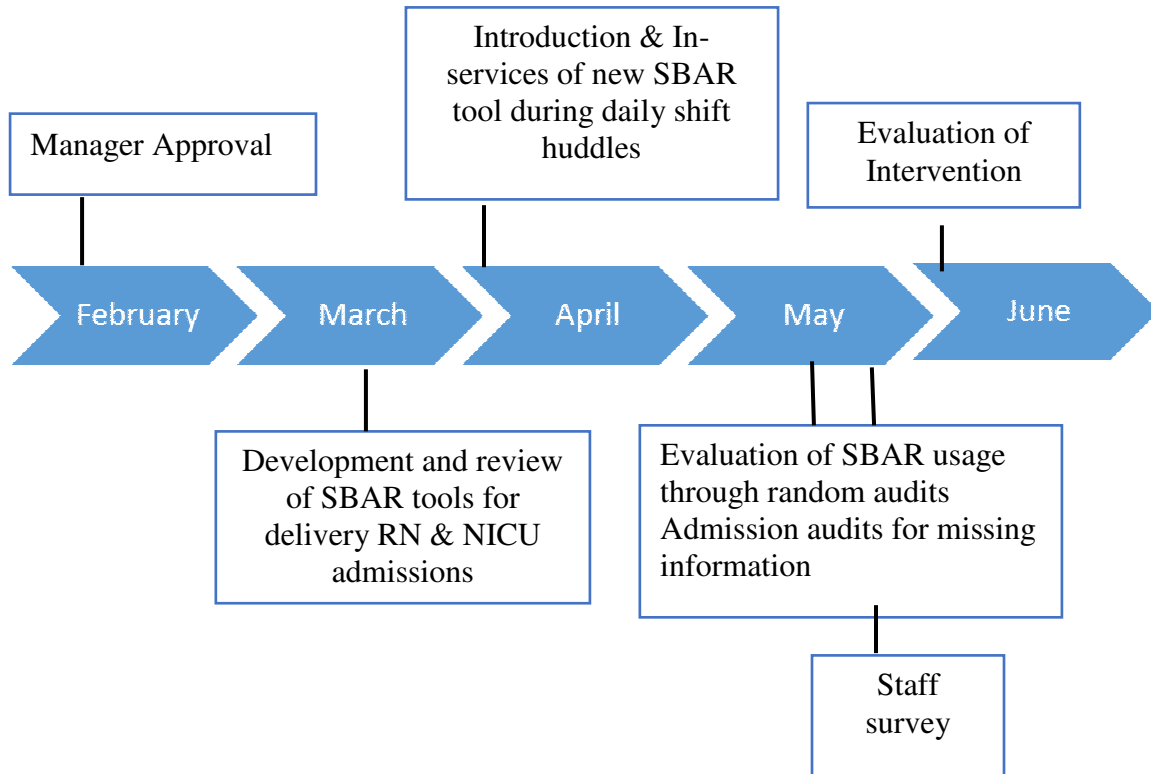 Introduction & In-
services of new SBAR
tool during daily shift
huddles
Manager Approval
Evaluation of
Intervention
February
March
April
May
June
Development and review
of SBAR tools for
delivery RN & NICU
admissions
Evaluation of SBAR usage
through random audits
Admission audits for missing
information
Staff
survey